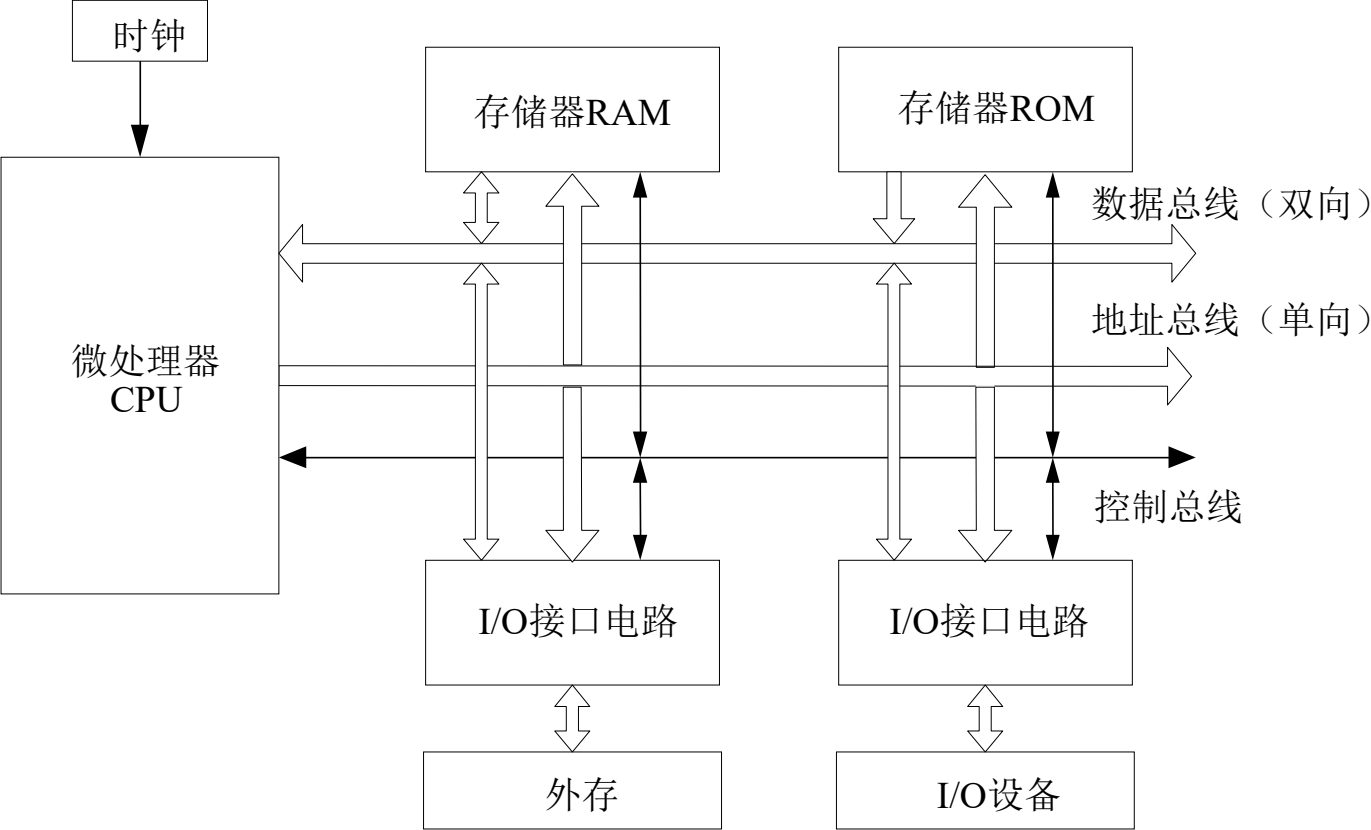 时钟
存储器RAM
存储器ROM
数据总线（双向）
地址总线（单向）
微处理器
CPU
控制总线
I/O接口电路
I/O接口电路
外存
I/O设备